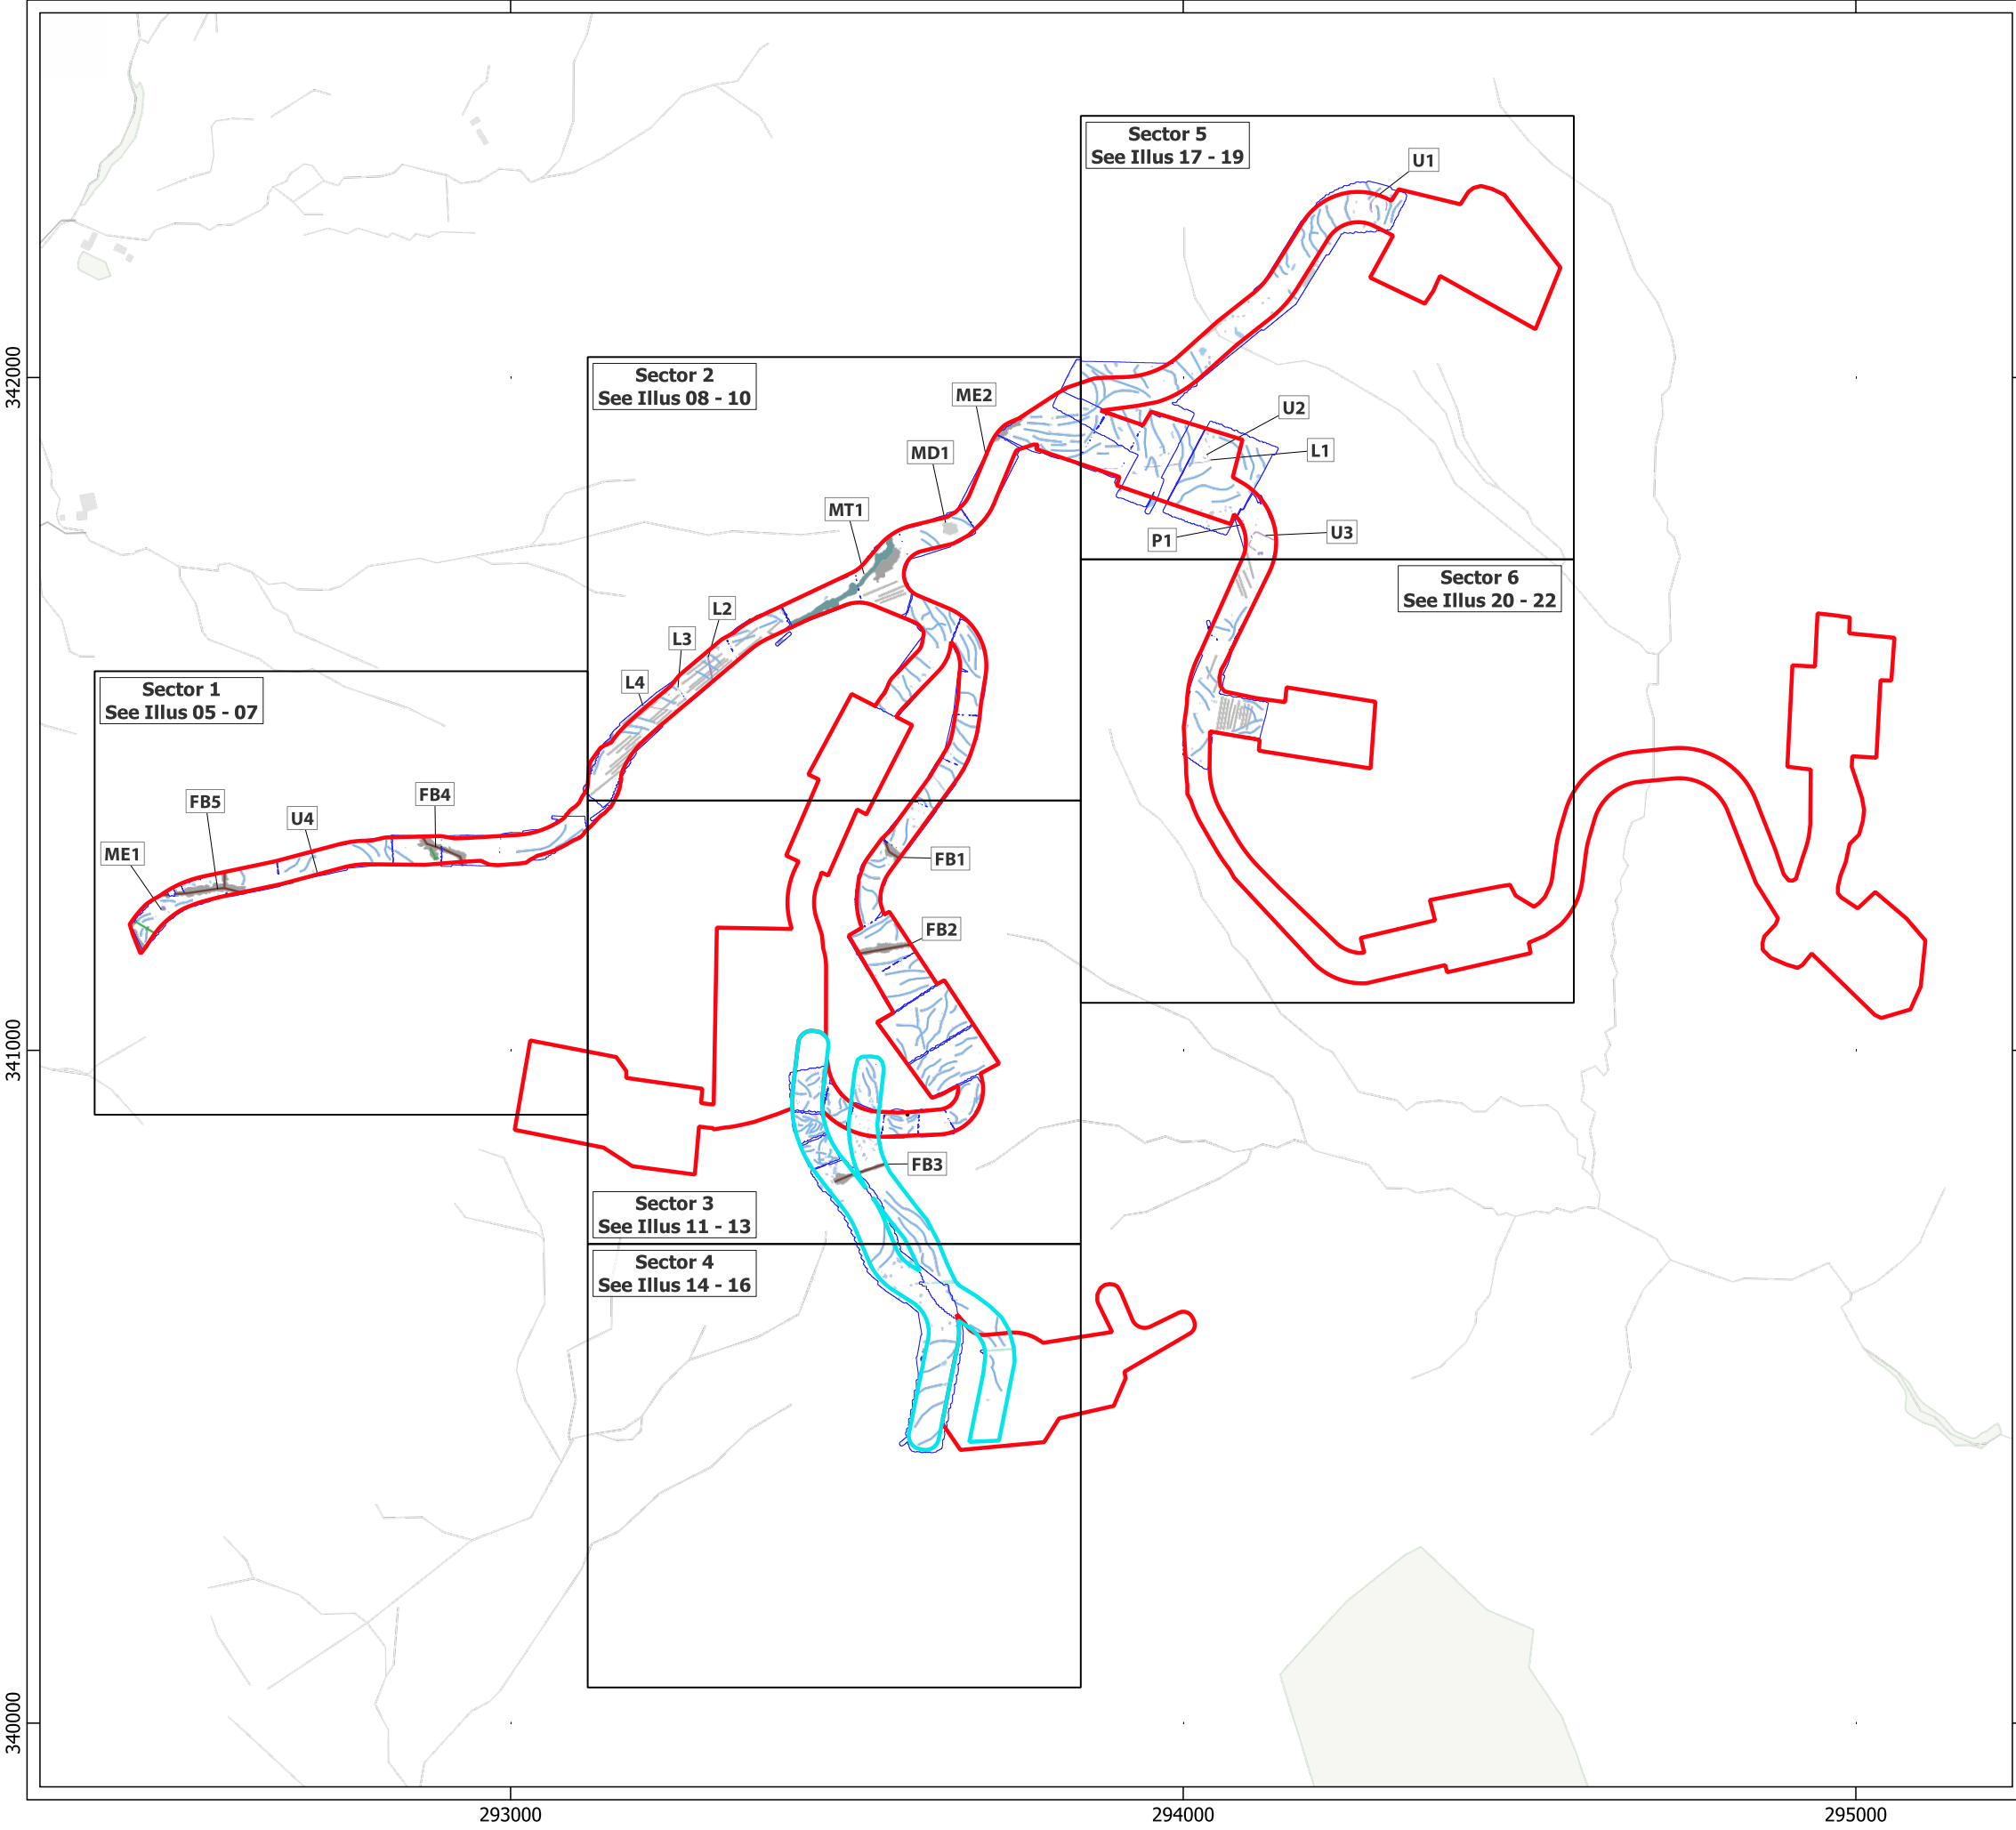 Sector 5
See Illus 17 - 19
U1
342000
Sector 2
See Illus 08 - 10
ME2
U2
MD1
L1
MT1
P1
U3
Sector 6
See Illus 20 - 22
L2
L3
L4
Sector 1
See Illus 05 - 07
FB5
FB4
U4
ME1
FB1
FB2
341000
FB3
Sector 3
See Illus 11 - 13
Sector 4
See Illus 14 - 16
340000
293000
294000
295000